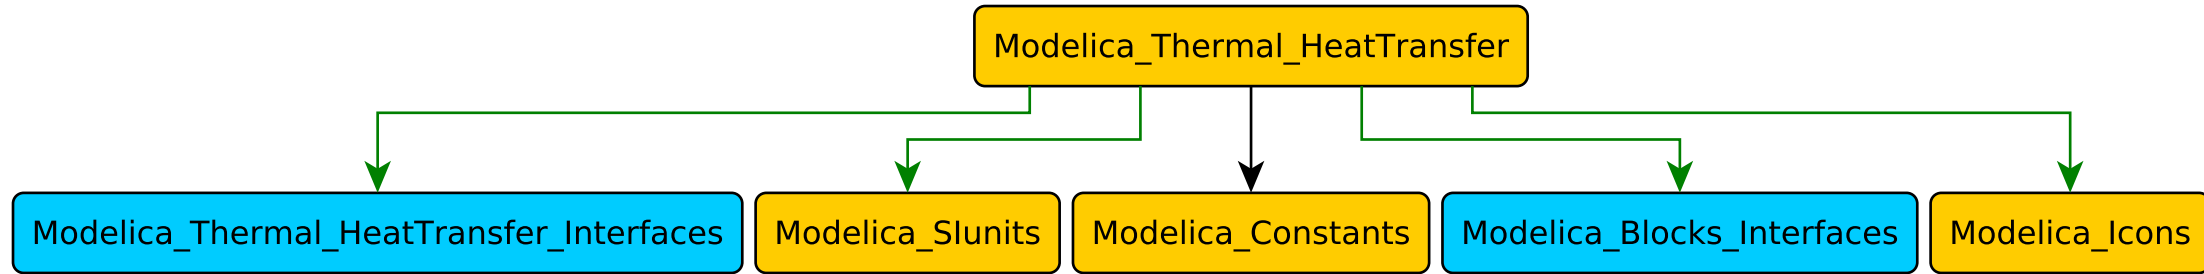 Modelica_Thermal_HeatTransfer
Modelica_Thermal_HeatTransfer_Interfaces
Modelica_SIunits
Modelica_Constants
Modelica_Blocks_Interfaces
Modelica_Icons